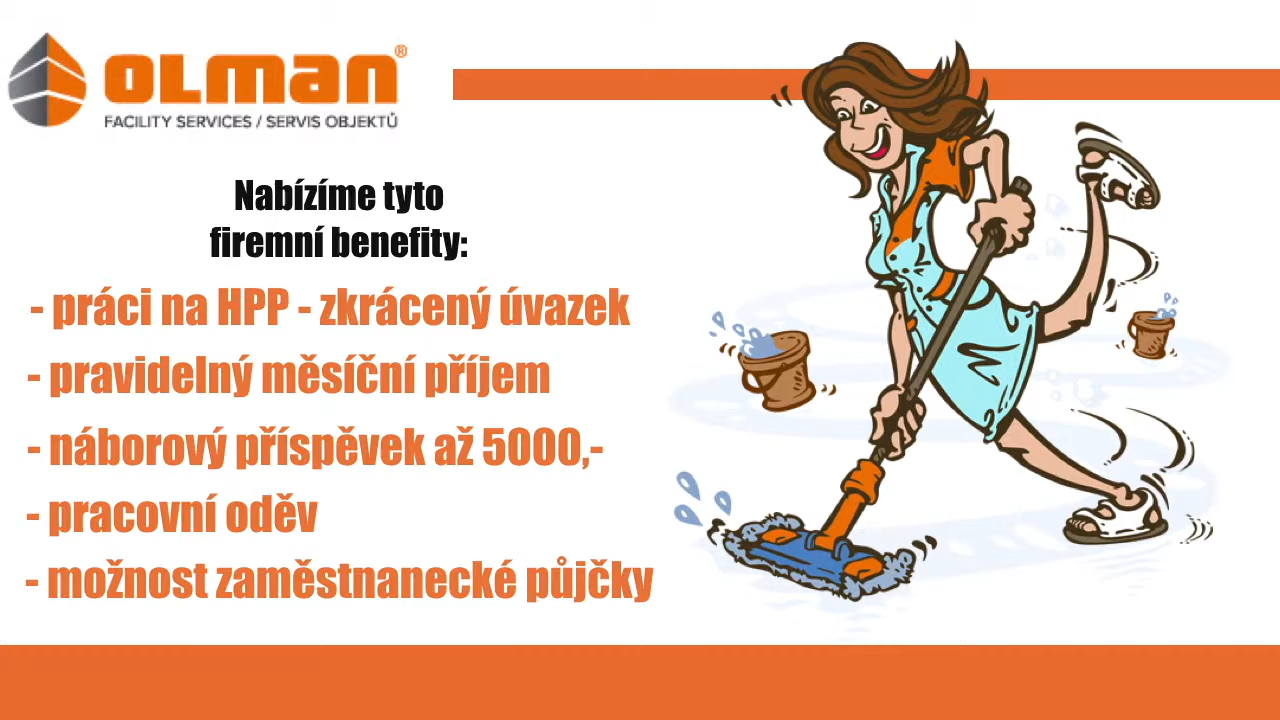 OLMAN®
FACILITY SERVICES / SERVIS OBJEKTŮ
Nabízíme tyto
firemní benefity:
- práci na HPP - zkrácený úvazek
- pravidelný měsíční příjem
- náborový příspěvek až 5000,-
- pracovní oděv
- možnost zaměstnanecké půjčky